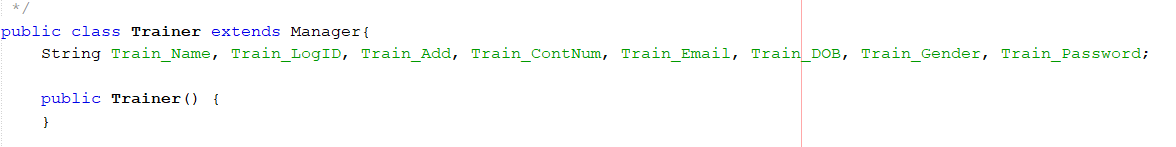 */
public class Trainer extends Manager{
String Train_Name, Train_LogID, Train_Add, Train_ContNum, Train_Email, Train_DOB, Train_Gender, Train_Password;
public Trainer() {
}